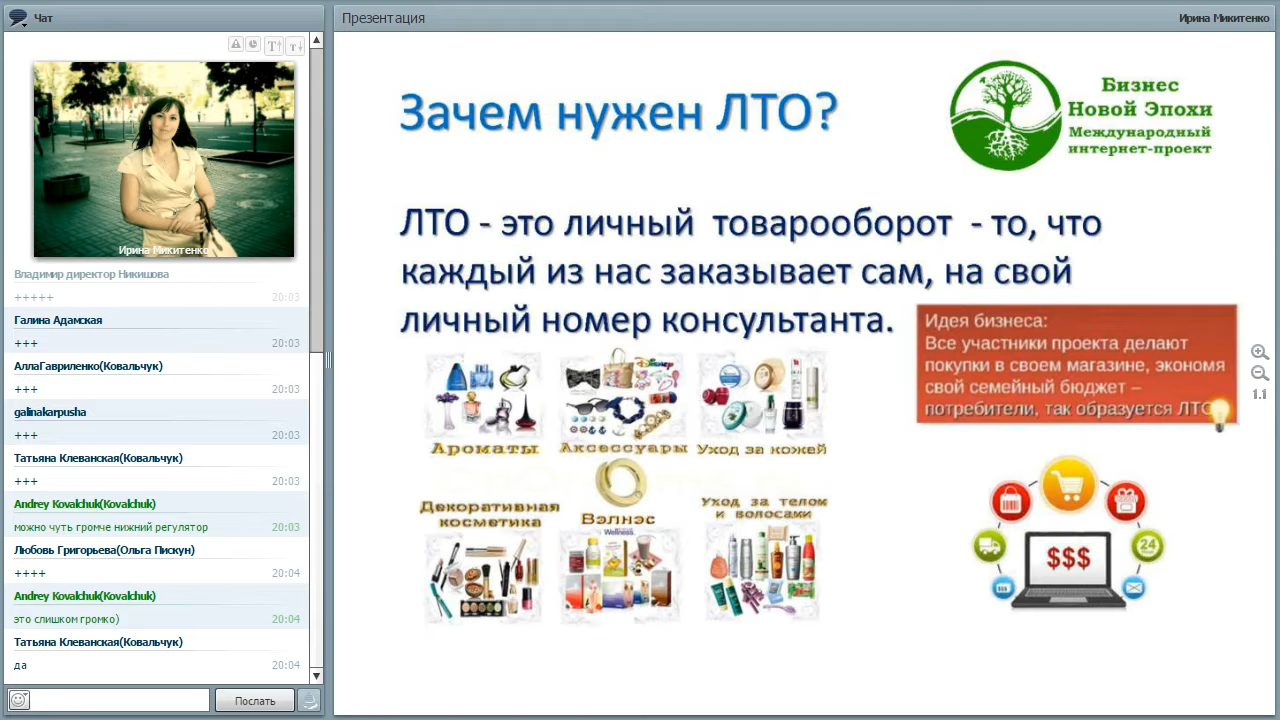 Чат
Ирина Микитенко
Владимир директор Никишова
+++++ 20:03
Галина Адамская
+++ 20:03
АллаГавриленко(Ковальчук)
+++ 20:03
galinakarpusha
+++ 20:03
Татьяна Клеванская(Ковальчук)
+++ 20:03
Andrey Kovalchuk(Kovalchuk)
можно чуть громче нижний регулятор 20:03
Любовь Григорьева(Ольга Пискун)
++++ 20:04
Andrey Kovalchuk(Kovalchuk)
это слишком громко) 20:04
Татьяна Клеванская(Ковальчук)
да 20:04
Послать
Презентация
Ирина Микитенко
Зачем нужен ЛТО?
Бизнес
Новой Эпохи
Международный
интернет-проект
ЛТО - это личный товарооборот - то, что
каждый из нас заказывает сам, на свой
личный номер консультанта.
Идея бизнеса:
Все участники проекта делают
покупки в своем магазине, экономя
свой семейный бюджет –
потребители, так образуется ЛТО
Disney
Ароматы
Аксессуары
Уход за кожей
Декоративная
косметика
Вэлнэс
Уход за телом
и волосами
Wellness
24
$$$
1.1